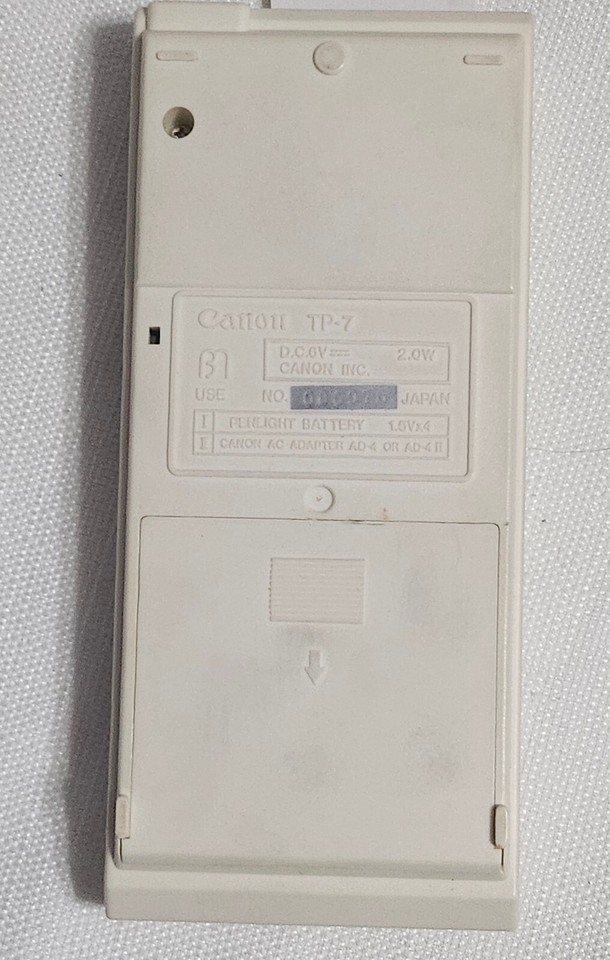 Canon TP-7
D.C.6V 2.0W
CANON INC.
USE NO. JAPAN
I PENLIGHT BATTERY 1.5V×4
II CANON AC ADAPTER AD-4 OR AD-4 II